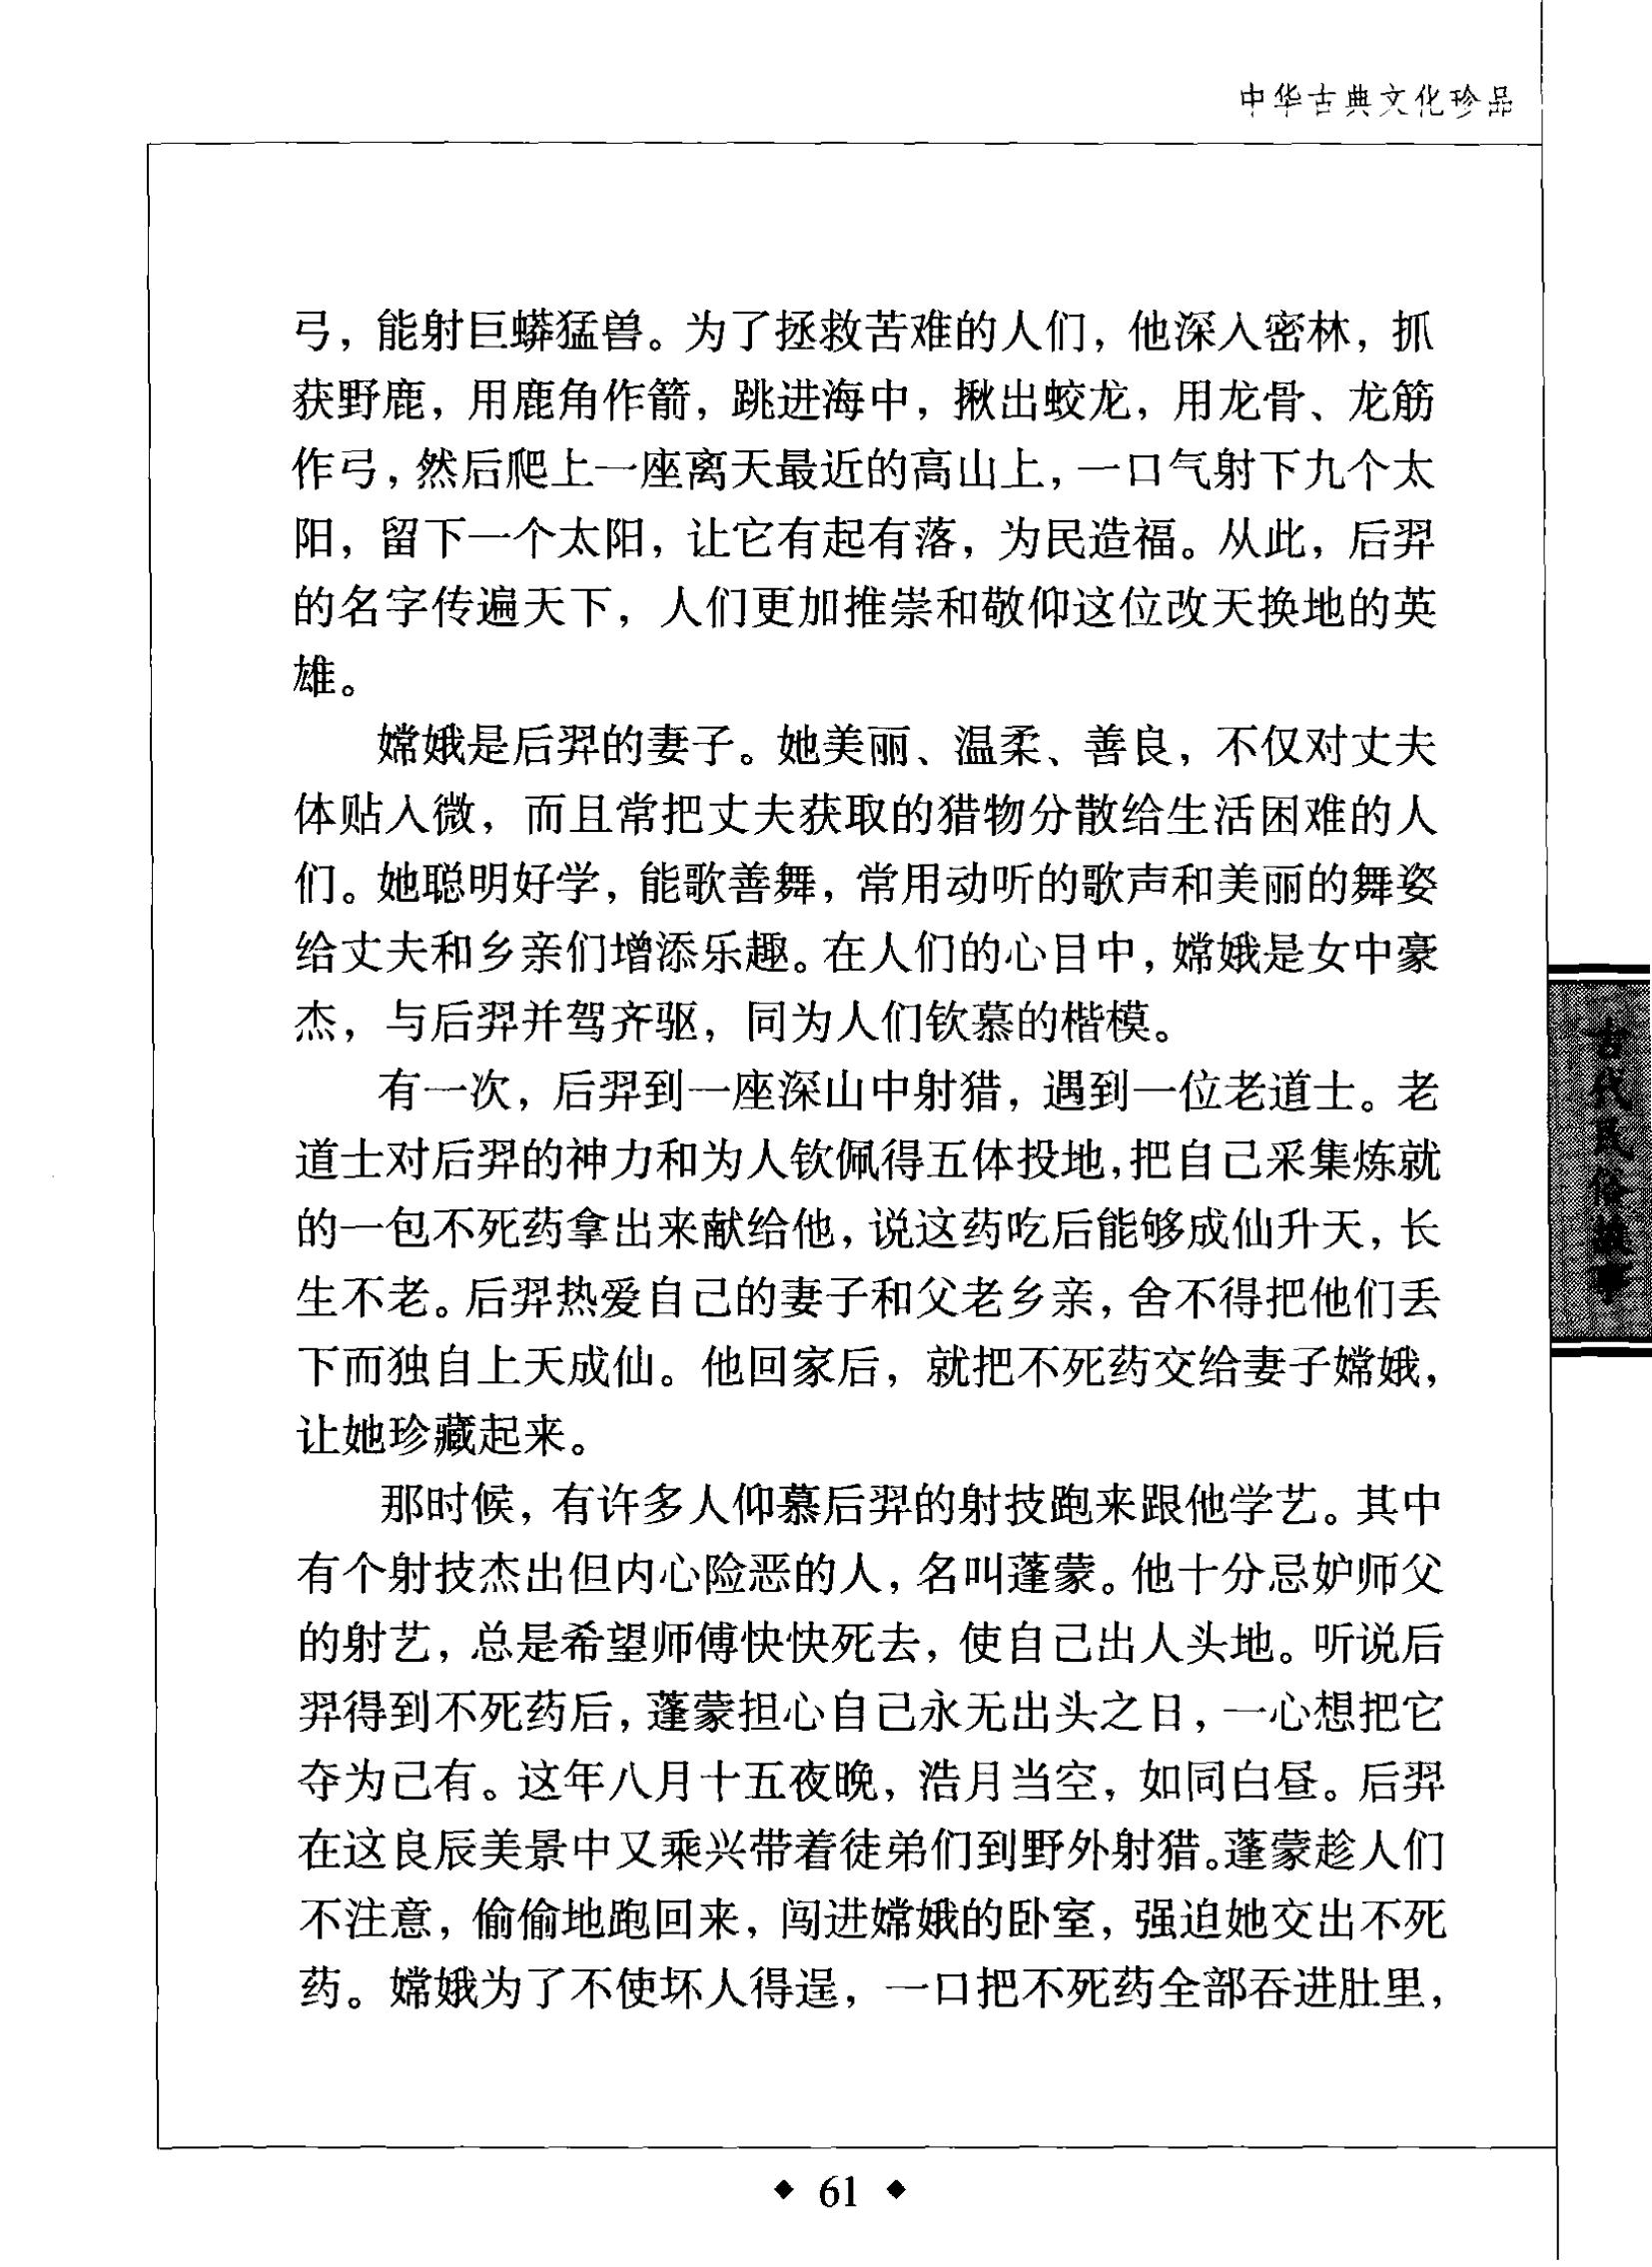 中华古典文化珍品
弓，能射巨蟒猛兽。为了拯救苦难的人们，他深入密林，抓
获野鹿，用鹿角作箭，跳进海中，揪出蛟龙，用龙骨、龙筋
作弓，然后爬上一座离天最近的高山上，一口气射下九个太
阳，留下一个太阳，让它有起有落，为民造福。从此，后羿
的名字传遍天下，人们更加推崇和敬仰这位改天换地的英
雄。
嫦娥是后羿的妻子。她美丽、温柔、善良，不仅对丈夫
体贴入微，而且常把丈夫获取的猎物分散给生活困难的人
们。她聪明好学，能歌善舞，常用动听的歌声和美丽的舞姿
给丈夫和乡亲们增添乐趣。在人们的心目中，嫦娥是女中豪
杰，与后羿并驾齐驱，同为人们钦慕的楷模。
有一次，后羿到一座深山中射猎，遇到一位老道士。老
道士对后羿的神力和为人钦佩得五体投地，把自己采集炼就
的一包不死药拿出来献给他，说这药吃后能够成仙升天，长
生不老。后羿热爱自己的妻子和父老乡亲，舍不得把他们丢
下而独自上天成仙。他回家后，就把不死药交给妻子嫦娥，
让她珍藏起来。
那时候，有许多人仰慕后羿的射技跑来跟他学艺。其中
有个射技杰出但内心险恶的人，名叫蓬蒙。他十分忌妒师父
的射艺，总是希望师傅快快死去，使自己出人头地。听说后
羿得到不死药后，蓬蒙担心自己永无出头之日，一心想把它
夺为己有。这年八月十五夜晚，浩月当空，如同白昼。后羿
在这良辰美景中又乘兴带着徒弟们到野外射猎。蓬蒙趁人们
不注意，偷偷地跑回来，闯进嫦娥的卧室，强迫她交出不死
药。嫦娥为了不使坏人得逞，一口把不死药全部吞进肚里，
古代民俗故事
◆ 61 ◆